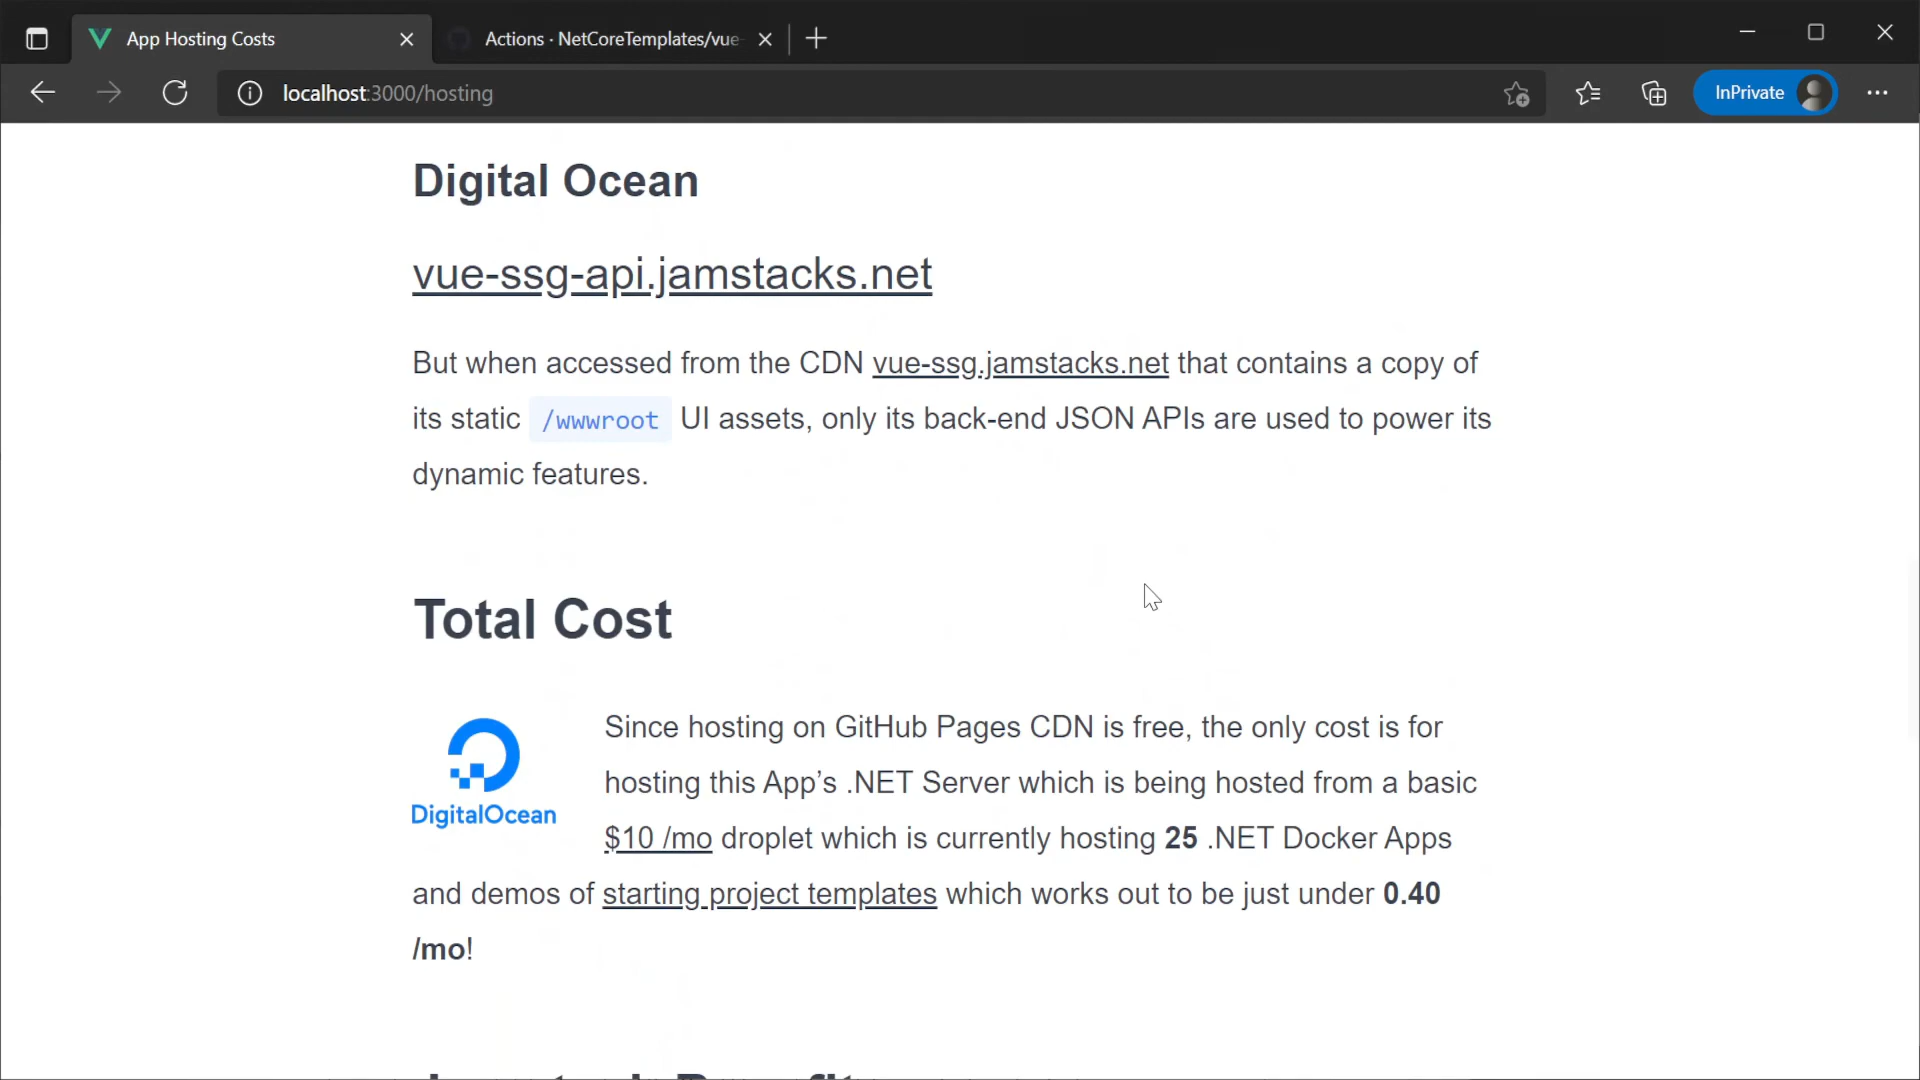 App Hosting Costs
Actions · NetCoreTemplates/vue-
localhost:3000/hosting
InPrivate
Digital Ocean
vue-ssg-api.jamstacks.net
But when accessed from the CDN vue-ssg.jamstacks.net that contains a copy of
its static /wwwroot UI assets, only its back-end JSON APIs are used to power its
dynamic features.
Total Cost
DigitalOcean
Since hosting on GitHub Pages CDN is free, the only cost is for
hosting this App’s .NET Server which is being hosted from a basic
$10 /mo droplet which is currently hosting 25 .NET Docker Apps
and demos of starting project templates which works out to be just under 0.40
/mo!